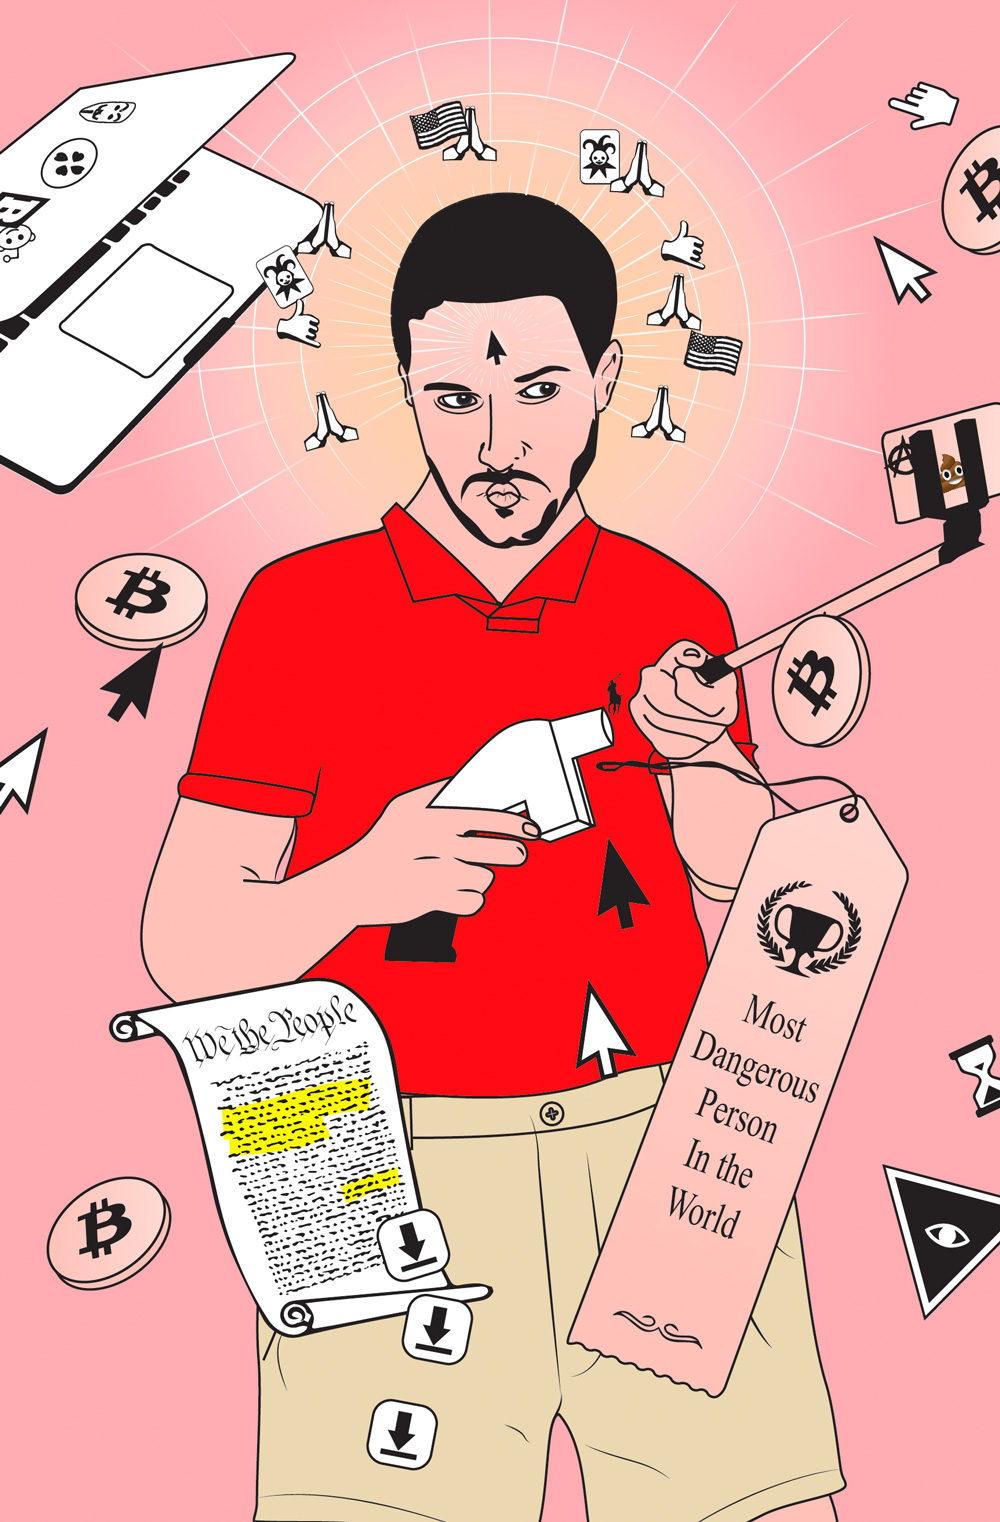 We the People
Most
Dangerous
Person
In the
World